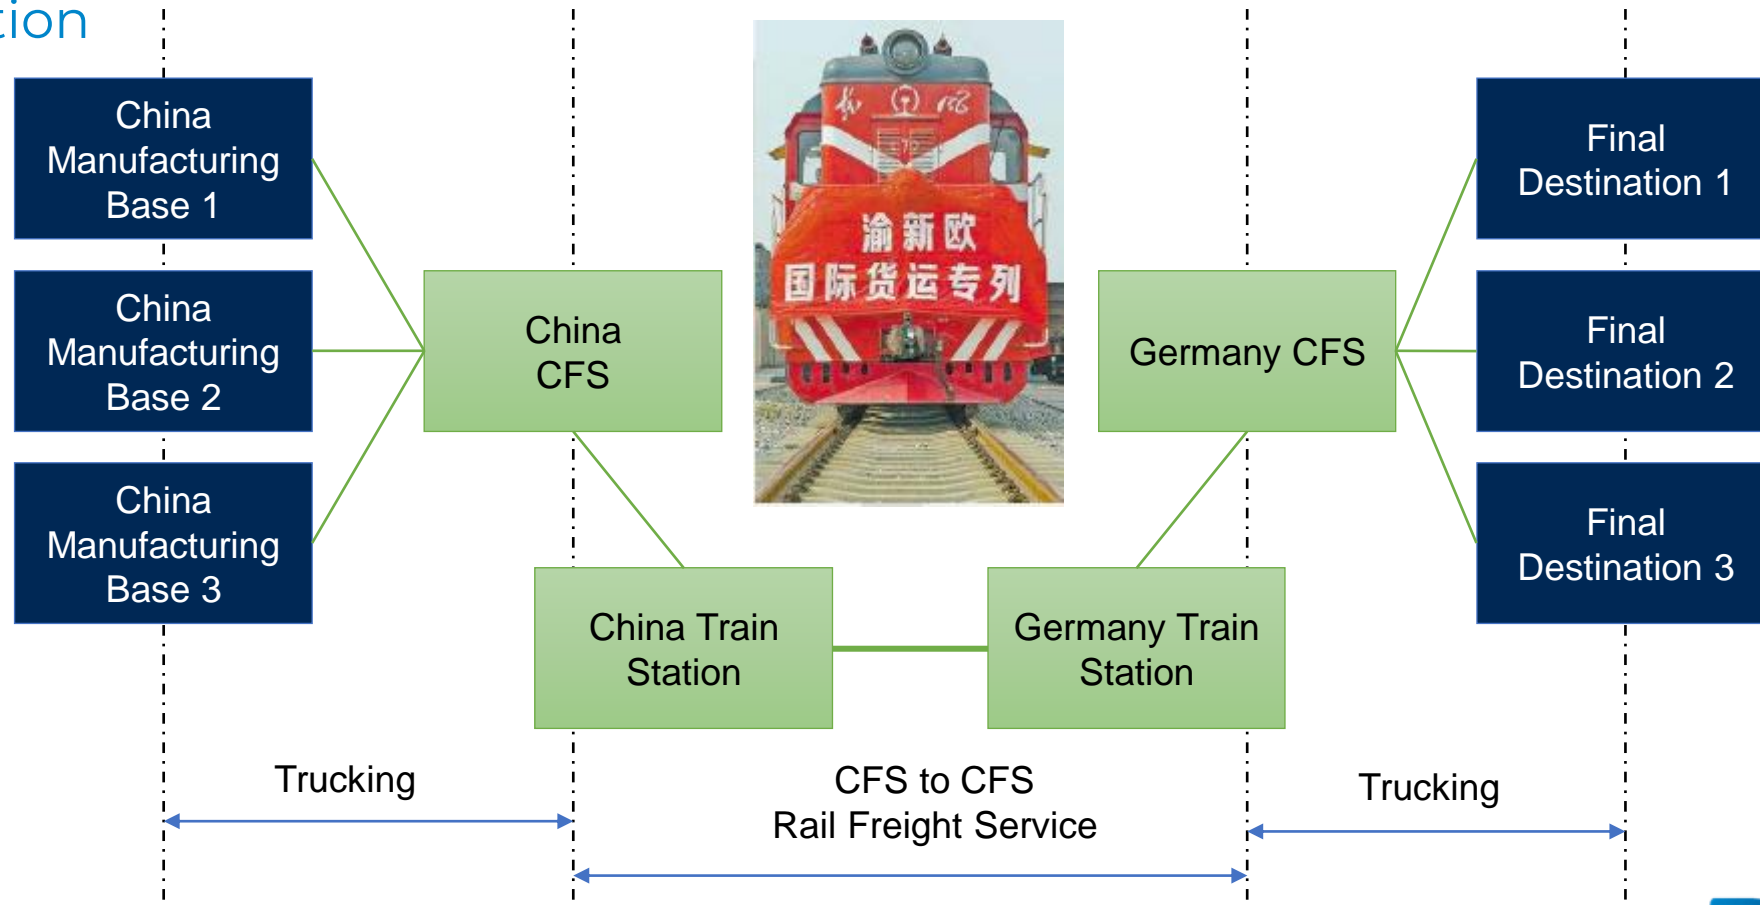 tion
China
Manufacturing
Base 1
China
Manufacturing
Base 2
China
Manufacturing
Base 3
China
CFS
渝新欧
国际货运专列
Germany CFS
Final
Destination 1
Final
Destination 2
Final
Destination 3
China Train
Station
Germany Train
Station
Trucking
CFS to CFS
Rail Freight Service
Trucking